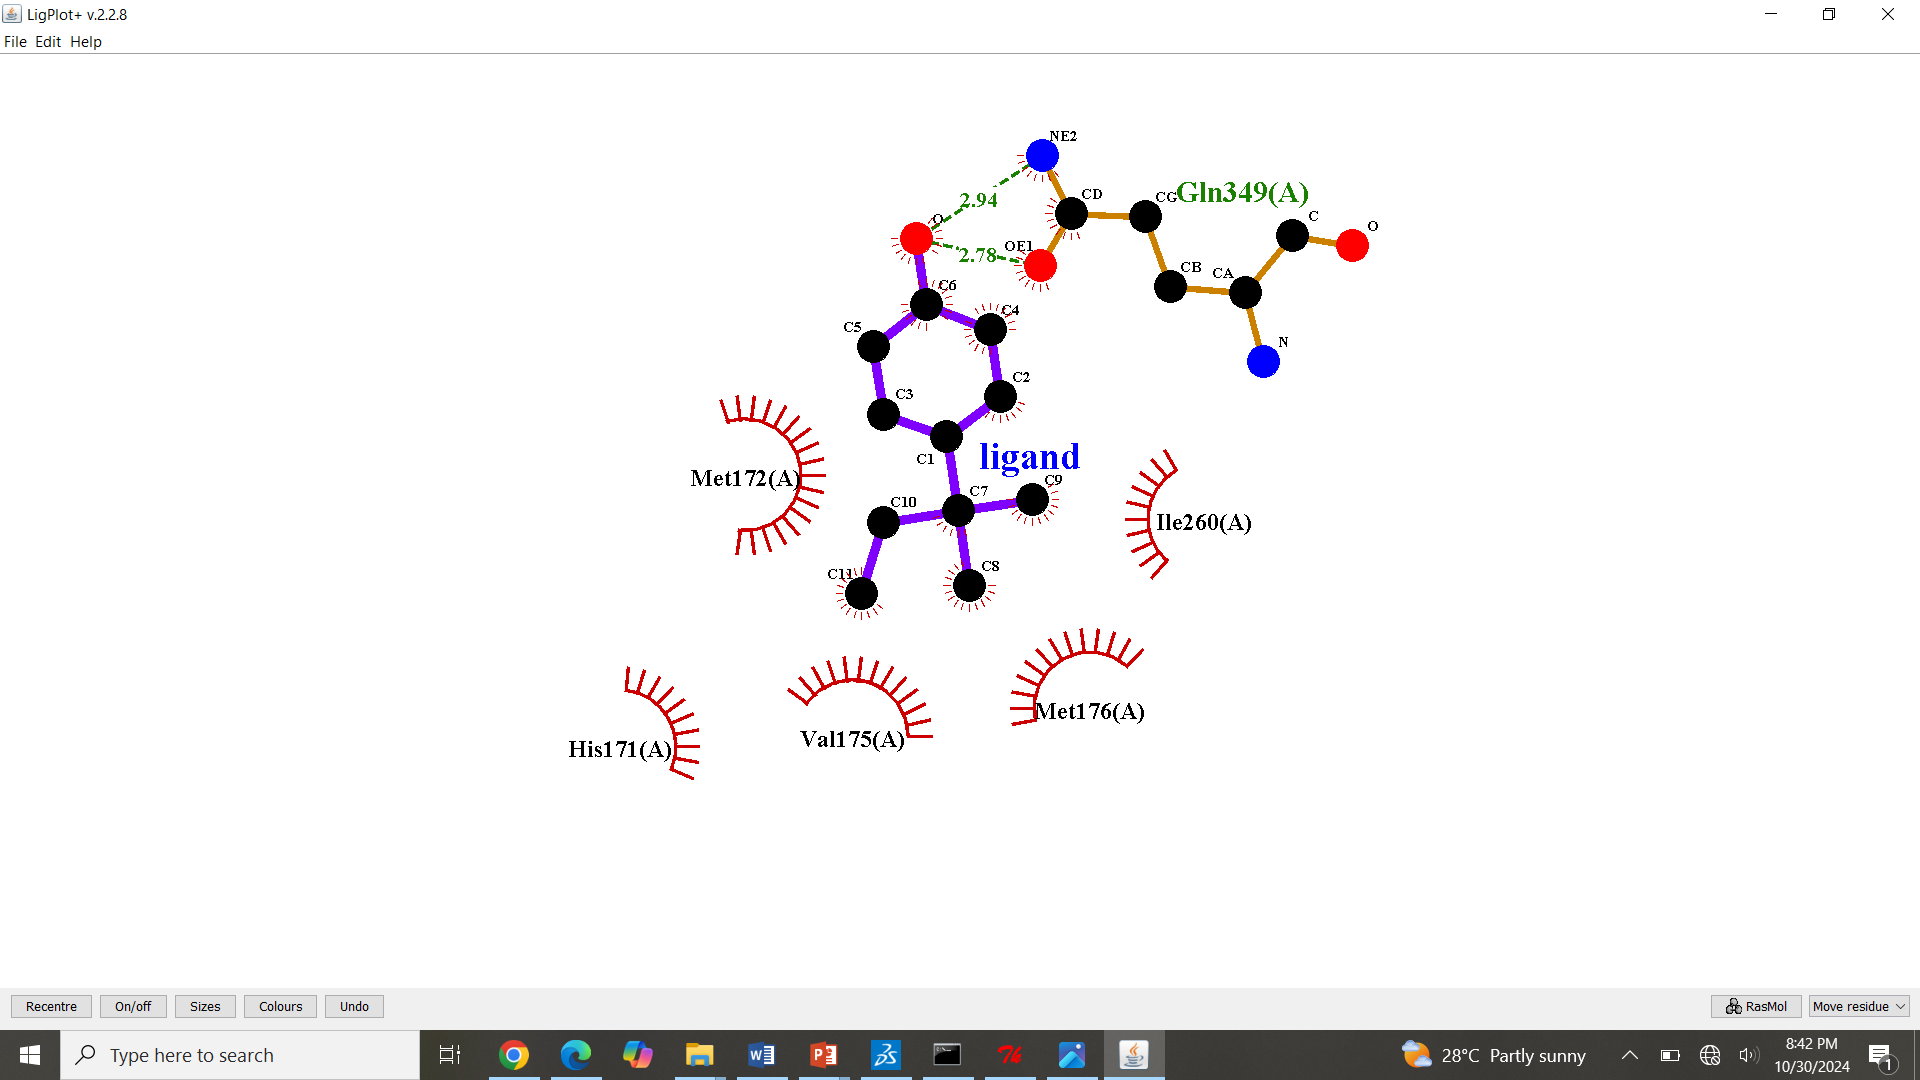 LigPlot+ v.2.2.8
File Edit Help
NE2
CD
CG
Gln349(A)
C
O
2.94
O
OE1
2.78
CB
CA
C6
C4
C5
N
C2
C3
C1
ligand
Met172(A)
C9
C7
C10
Ile260(A)
C11
C8
Met176(A)
Val175(A)
His171(A)
Recentre
On/off
Sizes
Colours
Undo
RasMol
Move residue
Type here to search
28°C Partly sunny
8:42 PM
10/30/2024
1